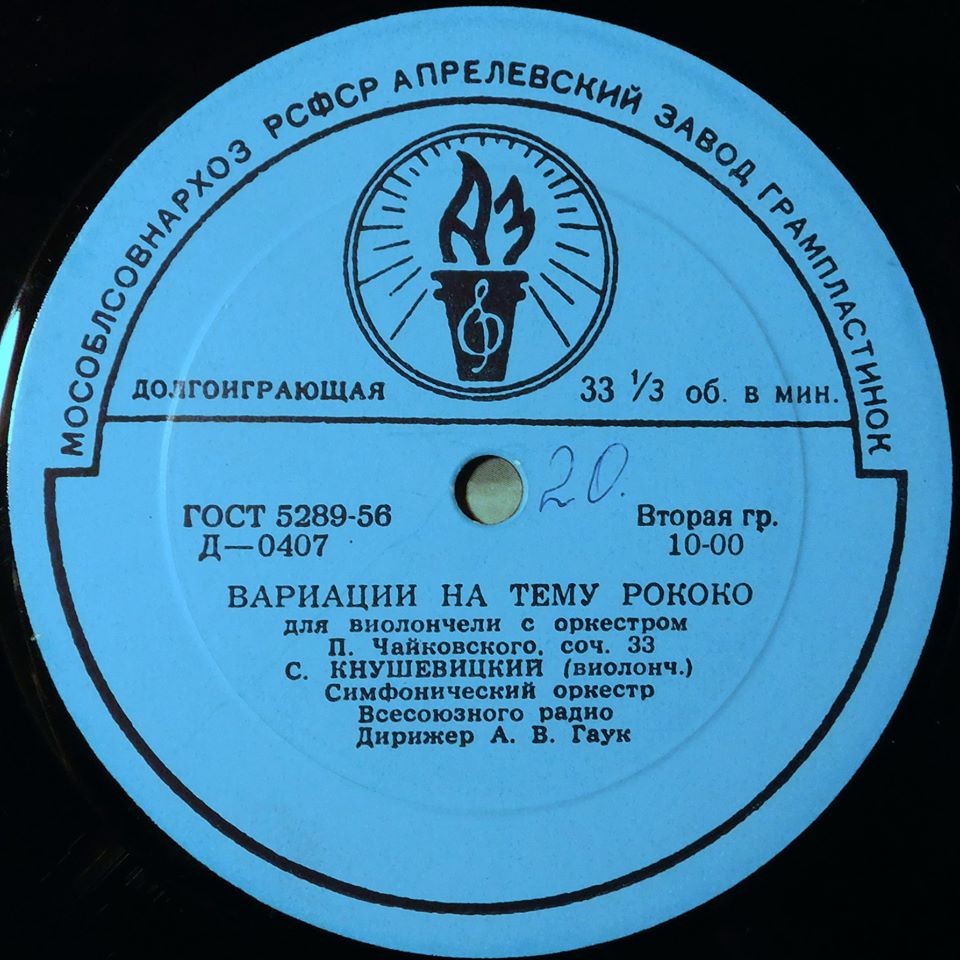 МОСОБЛСОВНАРХОЗ РСФСР АПРЕЛЕВСКИЙ ЗАВОД ГРАМПЛАСТИНОК
АЗ
ДОЛГОИГРАЮЩАЯ 33 1/3 об. в мин.
20.
ГОСТ 5289-56 Вторая гр.
Д—0407 10-00
ВАРИАЦИИ НА ТЕМУ РОКОКО
для виолончели с оркестром
П. Чайковского, соч. 33
С. КНУШЕВИЦКИЙ (виолонч.)
Симфонический оркестр
Всесоюзного радио
Дирижер А. В. Гаук